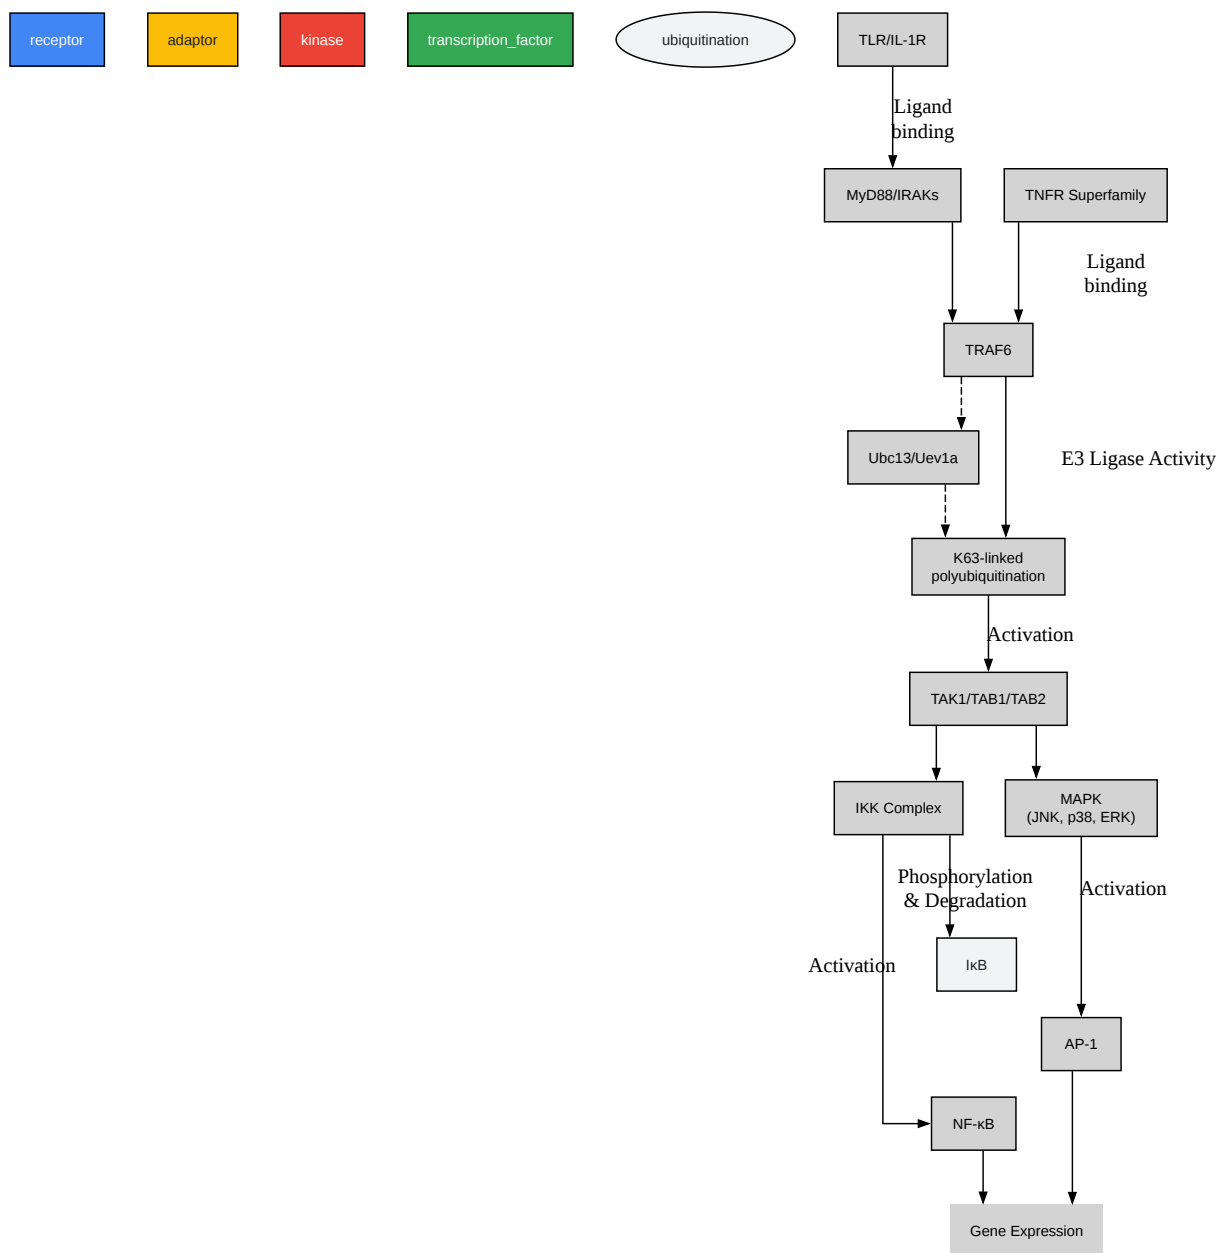 receptor
adaptor
kinase
transcription_factor
ubiquitination
TLR/IL-1R
Ligand
binding
MyD88/IRAKs
TNFR Superfamily
Ligand
binding
TRAF6
Ubc13/Uev1a
E3 Ligase Activity
K63-linked
polyubiquitination
Activation
TAK1/TAB1/TAB2
IKK Complex
MAPK
(JNK, p38, ERK)
Phosphorylation
& Degradation
Activation
Activation
IκB
AP-1
NF-κB
Gene Expression